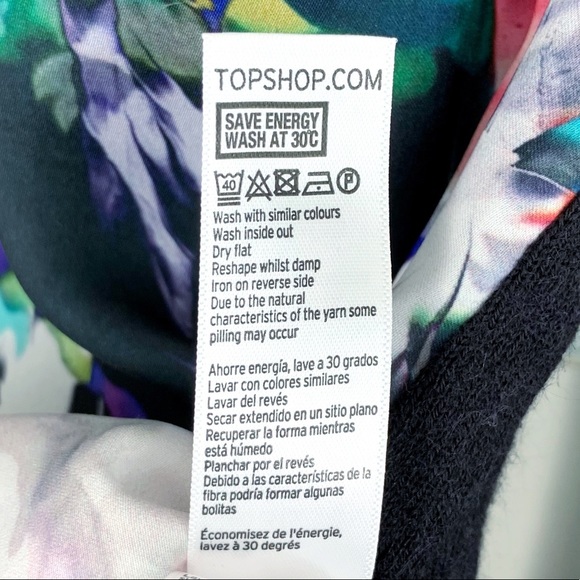 TOPSHOP.COM
SAVE ENERGY
WASH AT 30°C
40 P
Wash with similar colours
Wash inside out
Dry flat
Reshape whilst damp
Iron on reverse side
Due to the natural
characteristics of the yarn some
pilling may occur
Ahorre energía, lave a 30 grados
Lavar con colores similares
Lavar del revés
Secar extendido en un sitio plano
Recuperar la forma mientras
está húmedo
Planchar por el revés
Debido a las características de la
fibra podría formar algunas
bolitas
Économisez de l'énergie,
lavez à 30 degrés